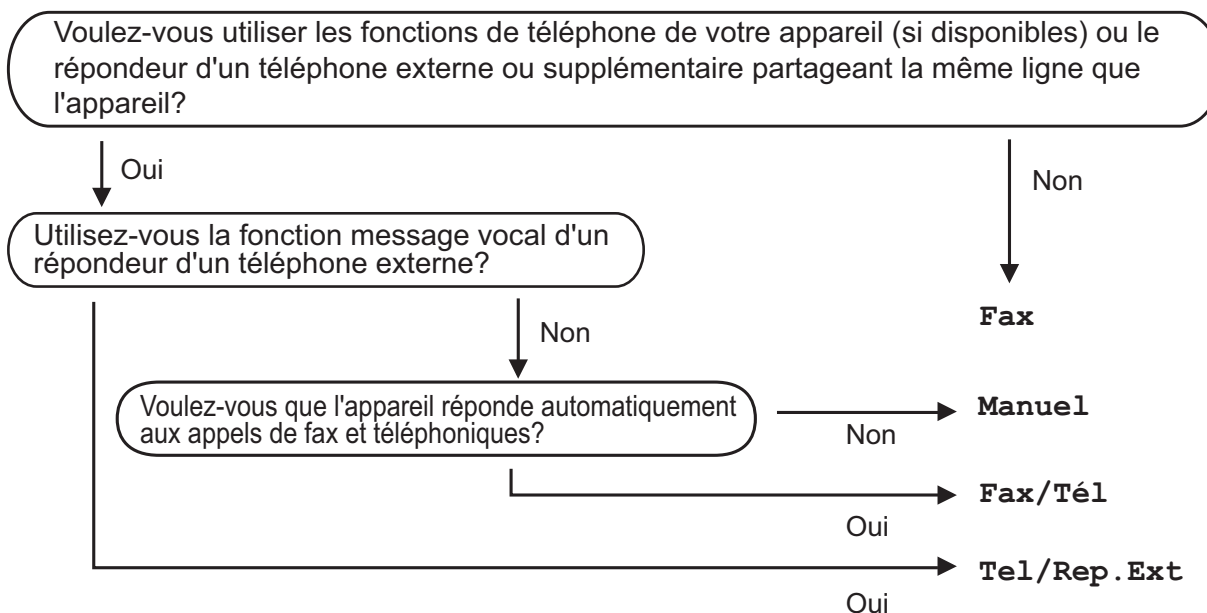 Voulez-vous utiliser les fonctions de téléphone de votre appareil (si disponibles) ou le
répondeur d'un téléphone externe ou supplémentaire partageant la même ligne que
l'appareil?
Oui
Non
Utilisez-vous la fonction message vocal d'un
répondeur d'un téléphone externe?
Fax
Non
Voulez-vous que l'appareil réponde automatiquement
aux appels de fax et téléphoniques?
Non
Manuel
Oui
Fax/Tél
Oui
Tel/Rep.Ext